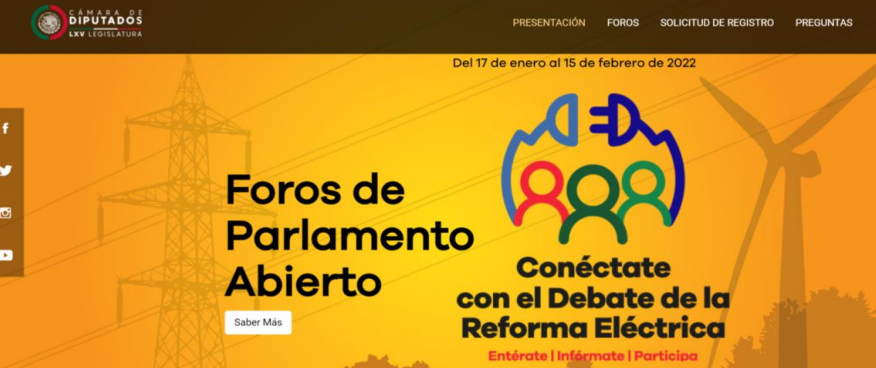 CÁMARA DE
DIPUTADOS
LXV LEGISLATURA
PRESENTACIÓN
FOROS
SOLICITUD DE REGISTRO
PREGUNTAS
Del 17 de enero al 15 de febrero de 2022
Foros de
Parlamento
Abierto
Saber Más
Conéctate
con el Debate de la
Reforma Eléctrica
Entérate | Infórmate | Participa